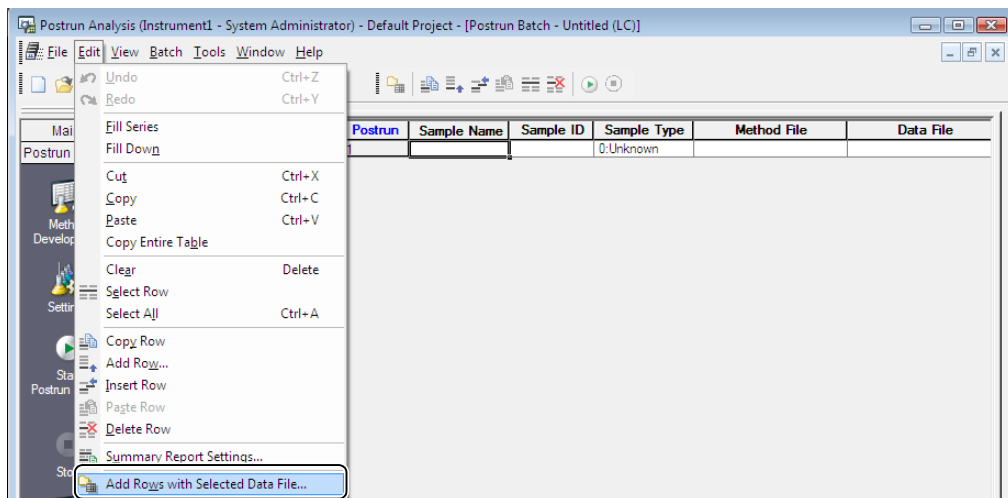 Postrun Analysis (Instrument1 - System Administrator) - Default Project - [Postrun Batch - Untitled (LC)]
File Edit View Batch Tools Window Help
Undo Ctrl+Z
Redo Ctrl+Y
Fill Series
Fill Down
Cut Ctrl+X
Copy Ctrl+C
Paste Ctrl+V
Copy Entire Table
Clear Delete
Select Row
Select All Ctrl+A
Copy Row
Add Row...
Insert Row
Paste Row
Delete Row
Summary Report Settings...
Add Rows with Selected Data File...
Mai
Postrun
Meth
Develop
Settin
Sta
Postrun
Sto
Postrun Sample Name Sample ID Sample Type Method File Data File
1 0:Unknown